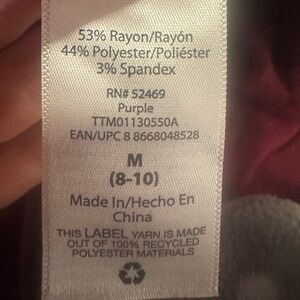 53% Rayon/Rayón
44% Polyester/Poliéster
3% Spandex
RN# 52469
Purple
TTM01130550A
EAN/UPC 8 8668048528
M
(8-10)
Made In/Hecho En
China
THIS LABEL YARN IS MADE
OUT OF 100% RECYCLED
POLYESTER MATERIALS